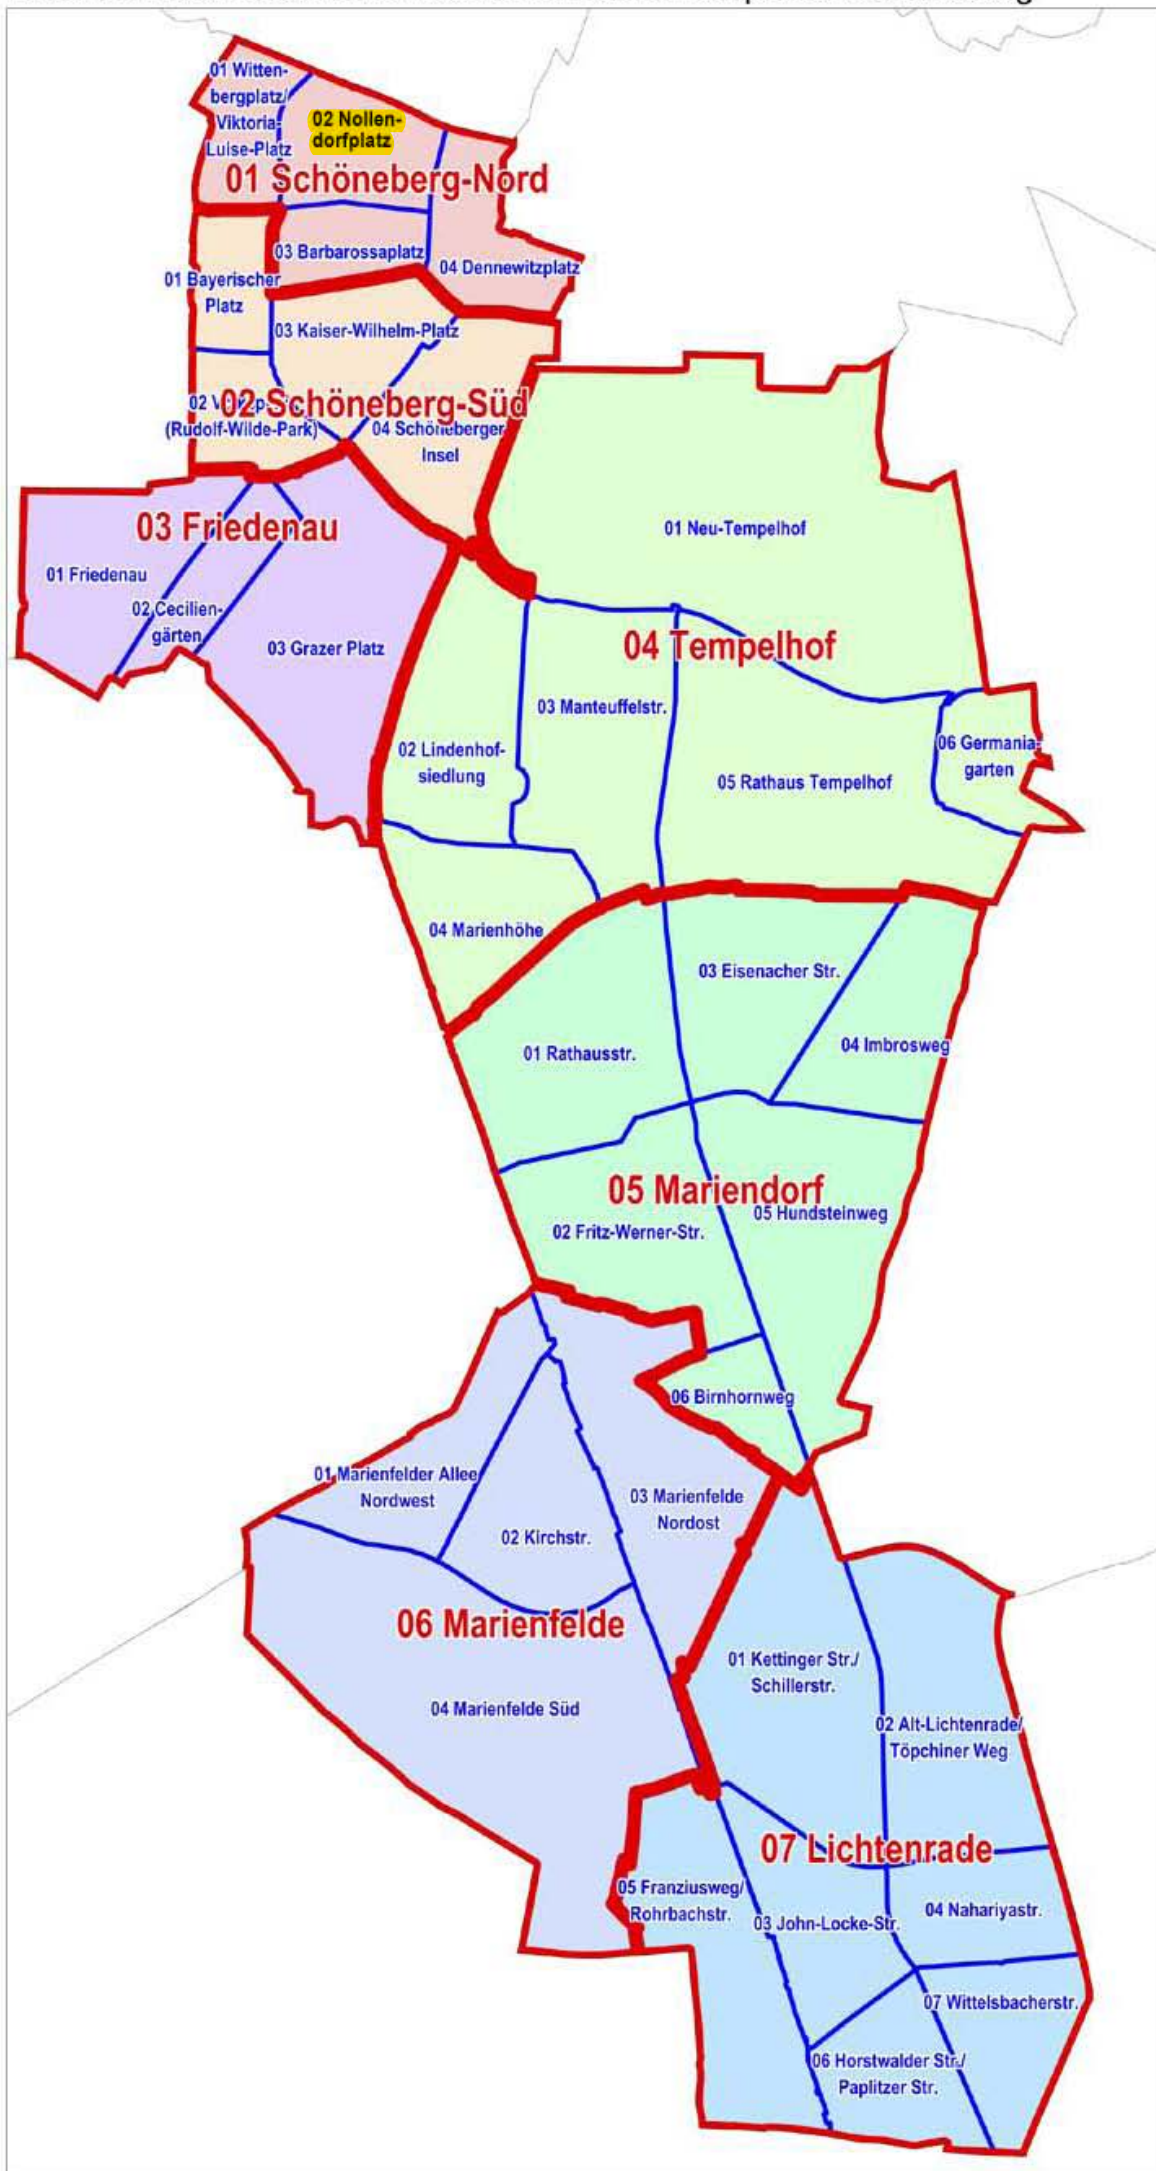 01 Witten-
bergplatz/
Viktoria-
Luise-Platz
02 Nollen-
dorfplatz
01 Schöneberg-Nord
03 Barbarossaplatz
04 Dennewitzplatz
01 Bayerischer
Platz
03 Kaiser-Wilhelm-Platz
02 Schöneberg-Süd
02
(Rudolf-Wilde-Park)
04 Schöneberger
Insel
03 Friedenau
01 Friedenau
02 Cecilien-
gärten
03 Grazer Platz
01 Neu-Tempelhof
04 Tempelhof
03 Manteuffelstr.
02 Lindenhof-
siedlung
05 Rathaus Tempelhof
06 Germania-
garten
04 Marienhöhe
03 Eisenacher Str.
01 Rathausstr.
04 Imbrosweg
05 Mariendorf
05 Hundsteinweg
02 Fritz-Werner-Str.
06 Birnhornweg
01 Marienfelder Allee
Nordwest
03 Marienfelde
Nordost
02 Kirchstr.
06 Marienfelde
04 Marienfelde Süd
01 Kettinger Str./
Schillerstr.
02 Alt-Lichtenrade/
Töpchiner Weg
07 Lichtenrade
05 Franziusweg/
Rohrbachstr.
03 John-Locke-Str.
04 Nahariyastr.
07 Wittelsbacherstr.
06 Horstwalder Str./
Paplitzer Str.